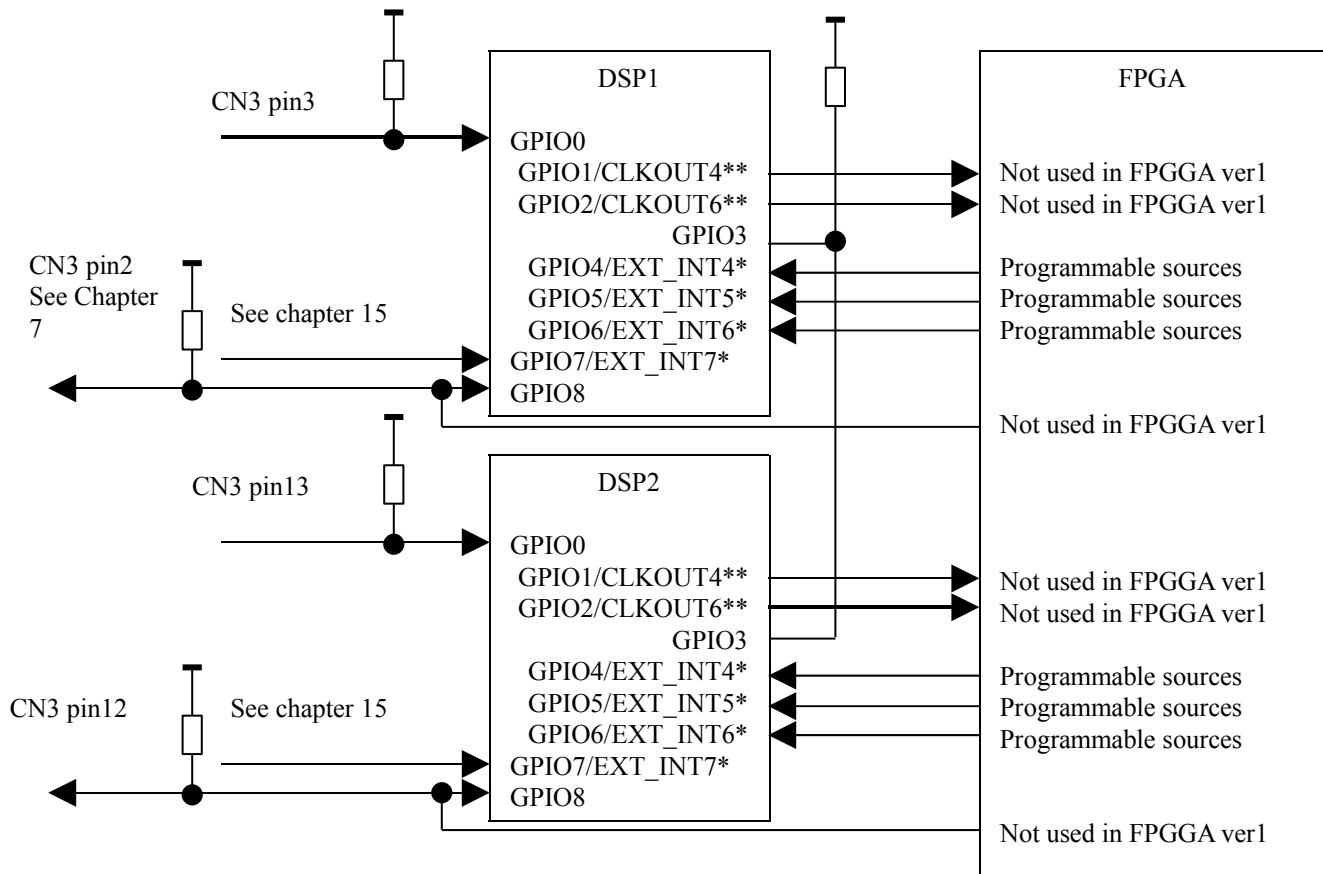 DSP1
FPGA
CN3 pin3
GPIO0
GPIO1/CLKOUT4**
Not used in FPGGA ver1
GPIO2/CLKOUT6**
Not used in FPGGA ver1
GPIO3
CN3 pin2
See Chapter
7
GPIO4/EXT_INT4*
Programmable sources
See chapter 15
GPIO5/EXT_INT5*
Programmable sources
GPIO6/EXT_INT6*
Programmable sources
GPIO7/EXT_INT7*
GPIO8
Not used in FPGGA ver1
DSP2
CN3 pin13
GPIO0
GPIO1/CLKOUT4**
Not used in FPGGA ver1
GPIO2/CLKOUT6**
Not used in FPGGA ver1
GPIO3
GPIO4/EXT_INT4*
Programmable sources
CN3 pin12
See chapter 15
GPIO5/EXT_INT5*
Programmable sources
GPIO6/EXT_INT6*
Programmable sources
GPIO7/EXT_INT7*
GPIO8
Not used in FPGGA ver1